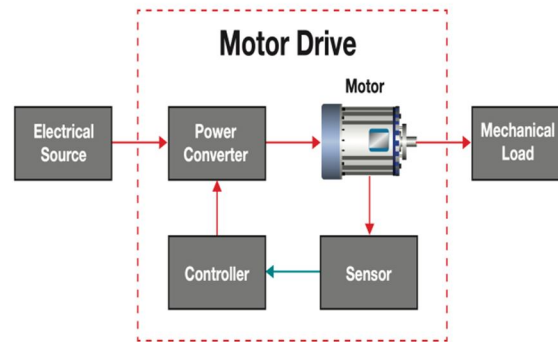 Motor Drive
Motor
Electrical
Source
Power
Converter
Mechanical
Load
Controller
Sensor